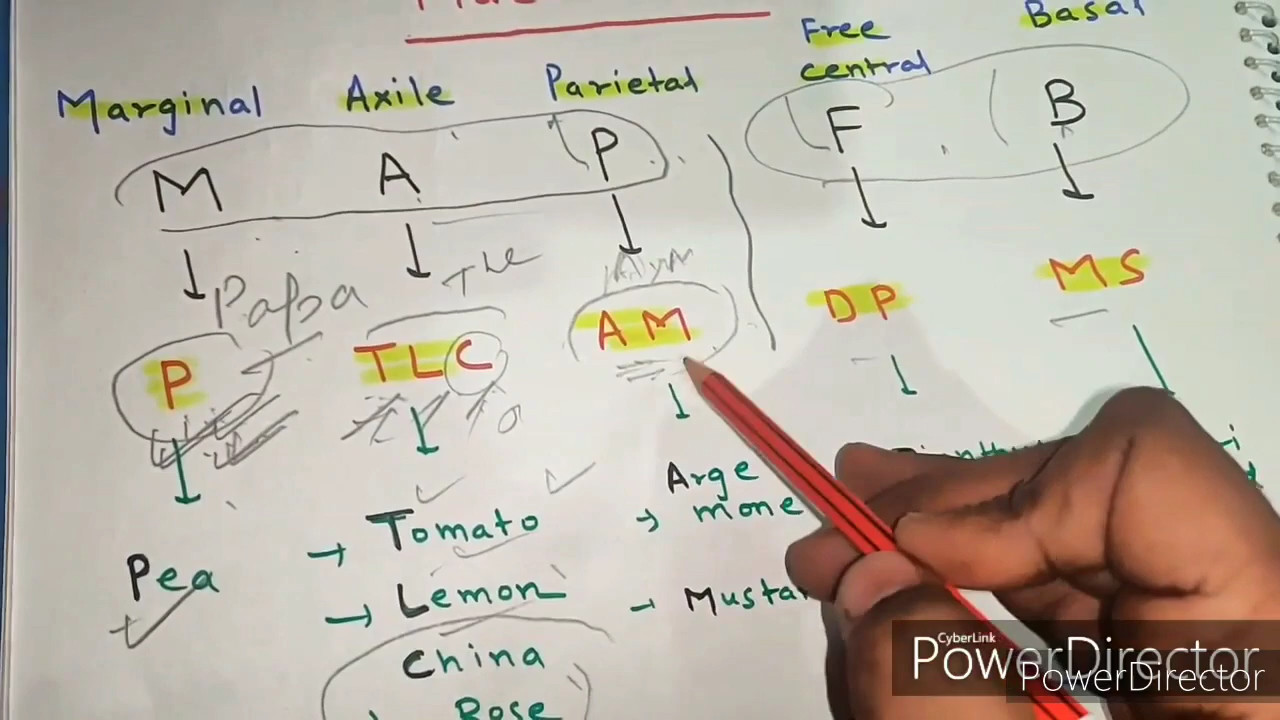 Marginal
Axile
Parietal
Free
central
Basal
M
A
P
F
B
Papa
The
P
TLC
AM
DP
MS
Pea
→ Tomato
→ Lemon
China
Rose
→ Arge
mone
CyberLink
PowerDirector
PowerDirector